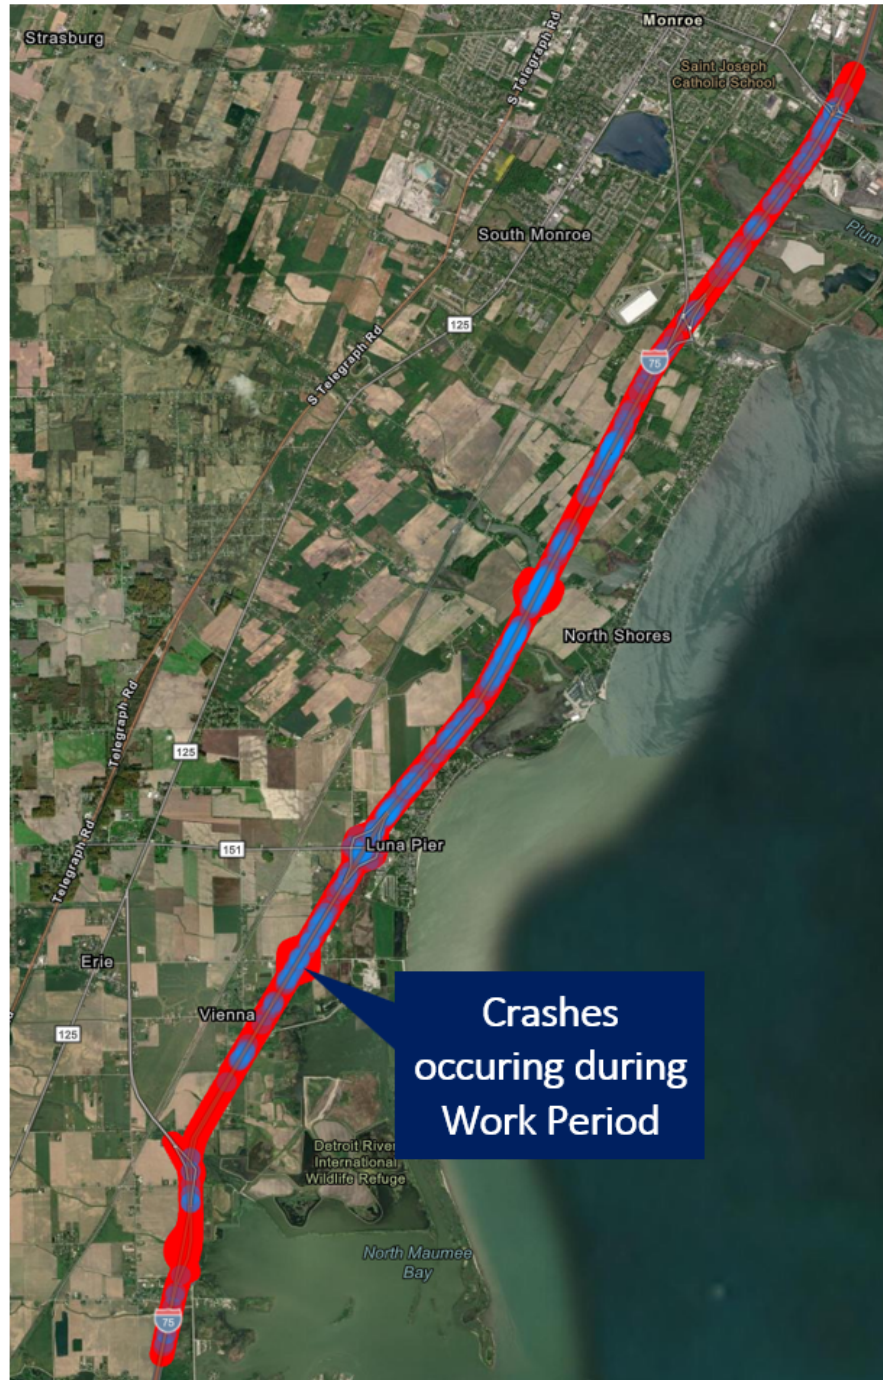 Monroe
Strasburg
S Telegraph Rd
Saint Joseph
Catholic School
Plum
South Monroe
125
S Telegraph Rd
75
North Shores
Telegraph Rd
125
Telegraph Rd
151
Luna Pier
Erie
Vienna
125
Crashes
occuring during
Work Period
Detroit River
International
Wildlife Refuge
North Maumee
Bay
75